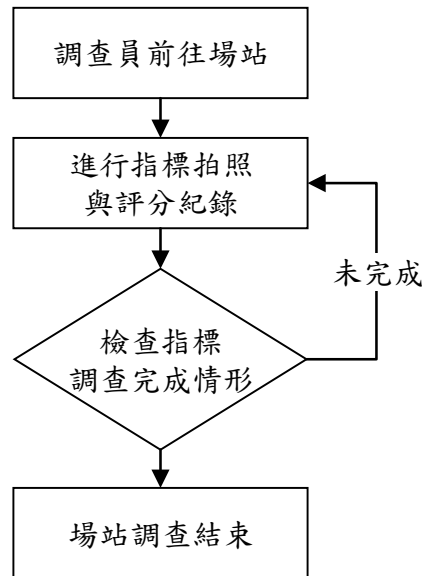 調查員前往場站
進行指標拍照
與評分紀錄
未完成
檢查指標
調查完成情形
場站調查結束